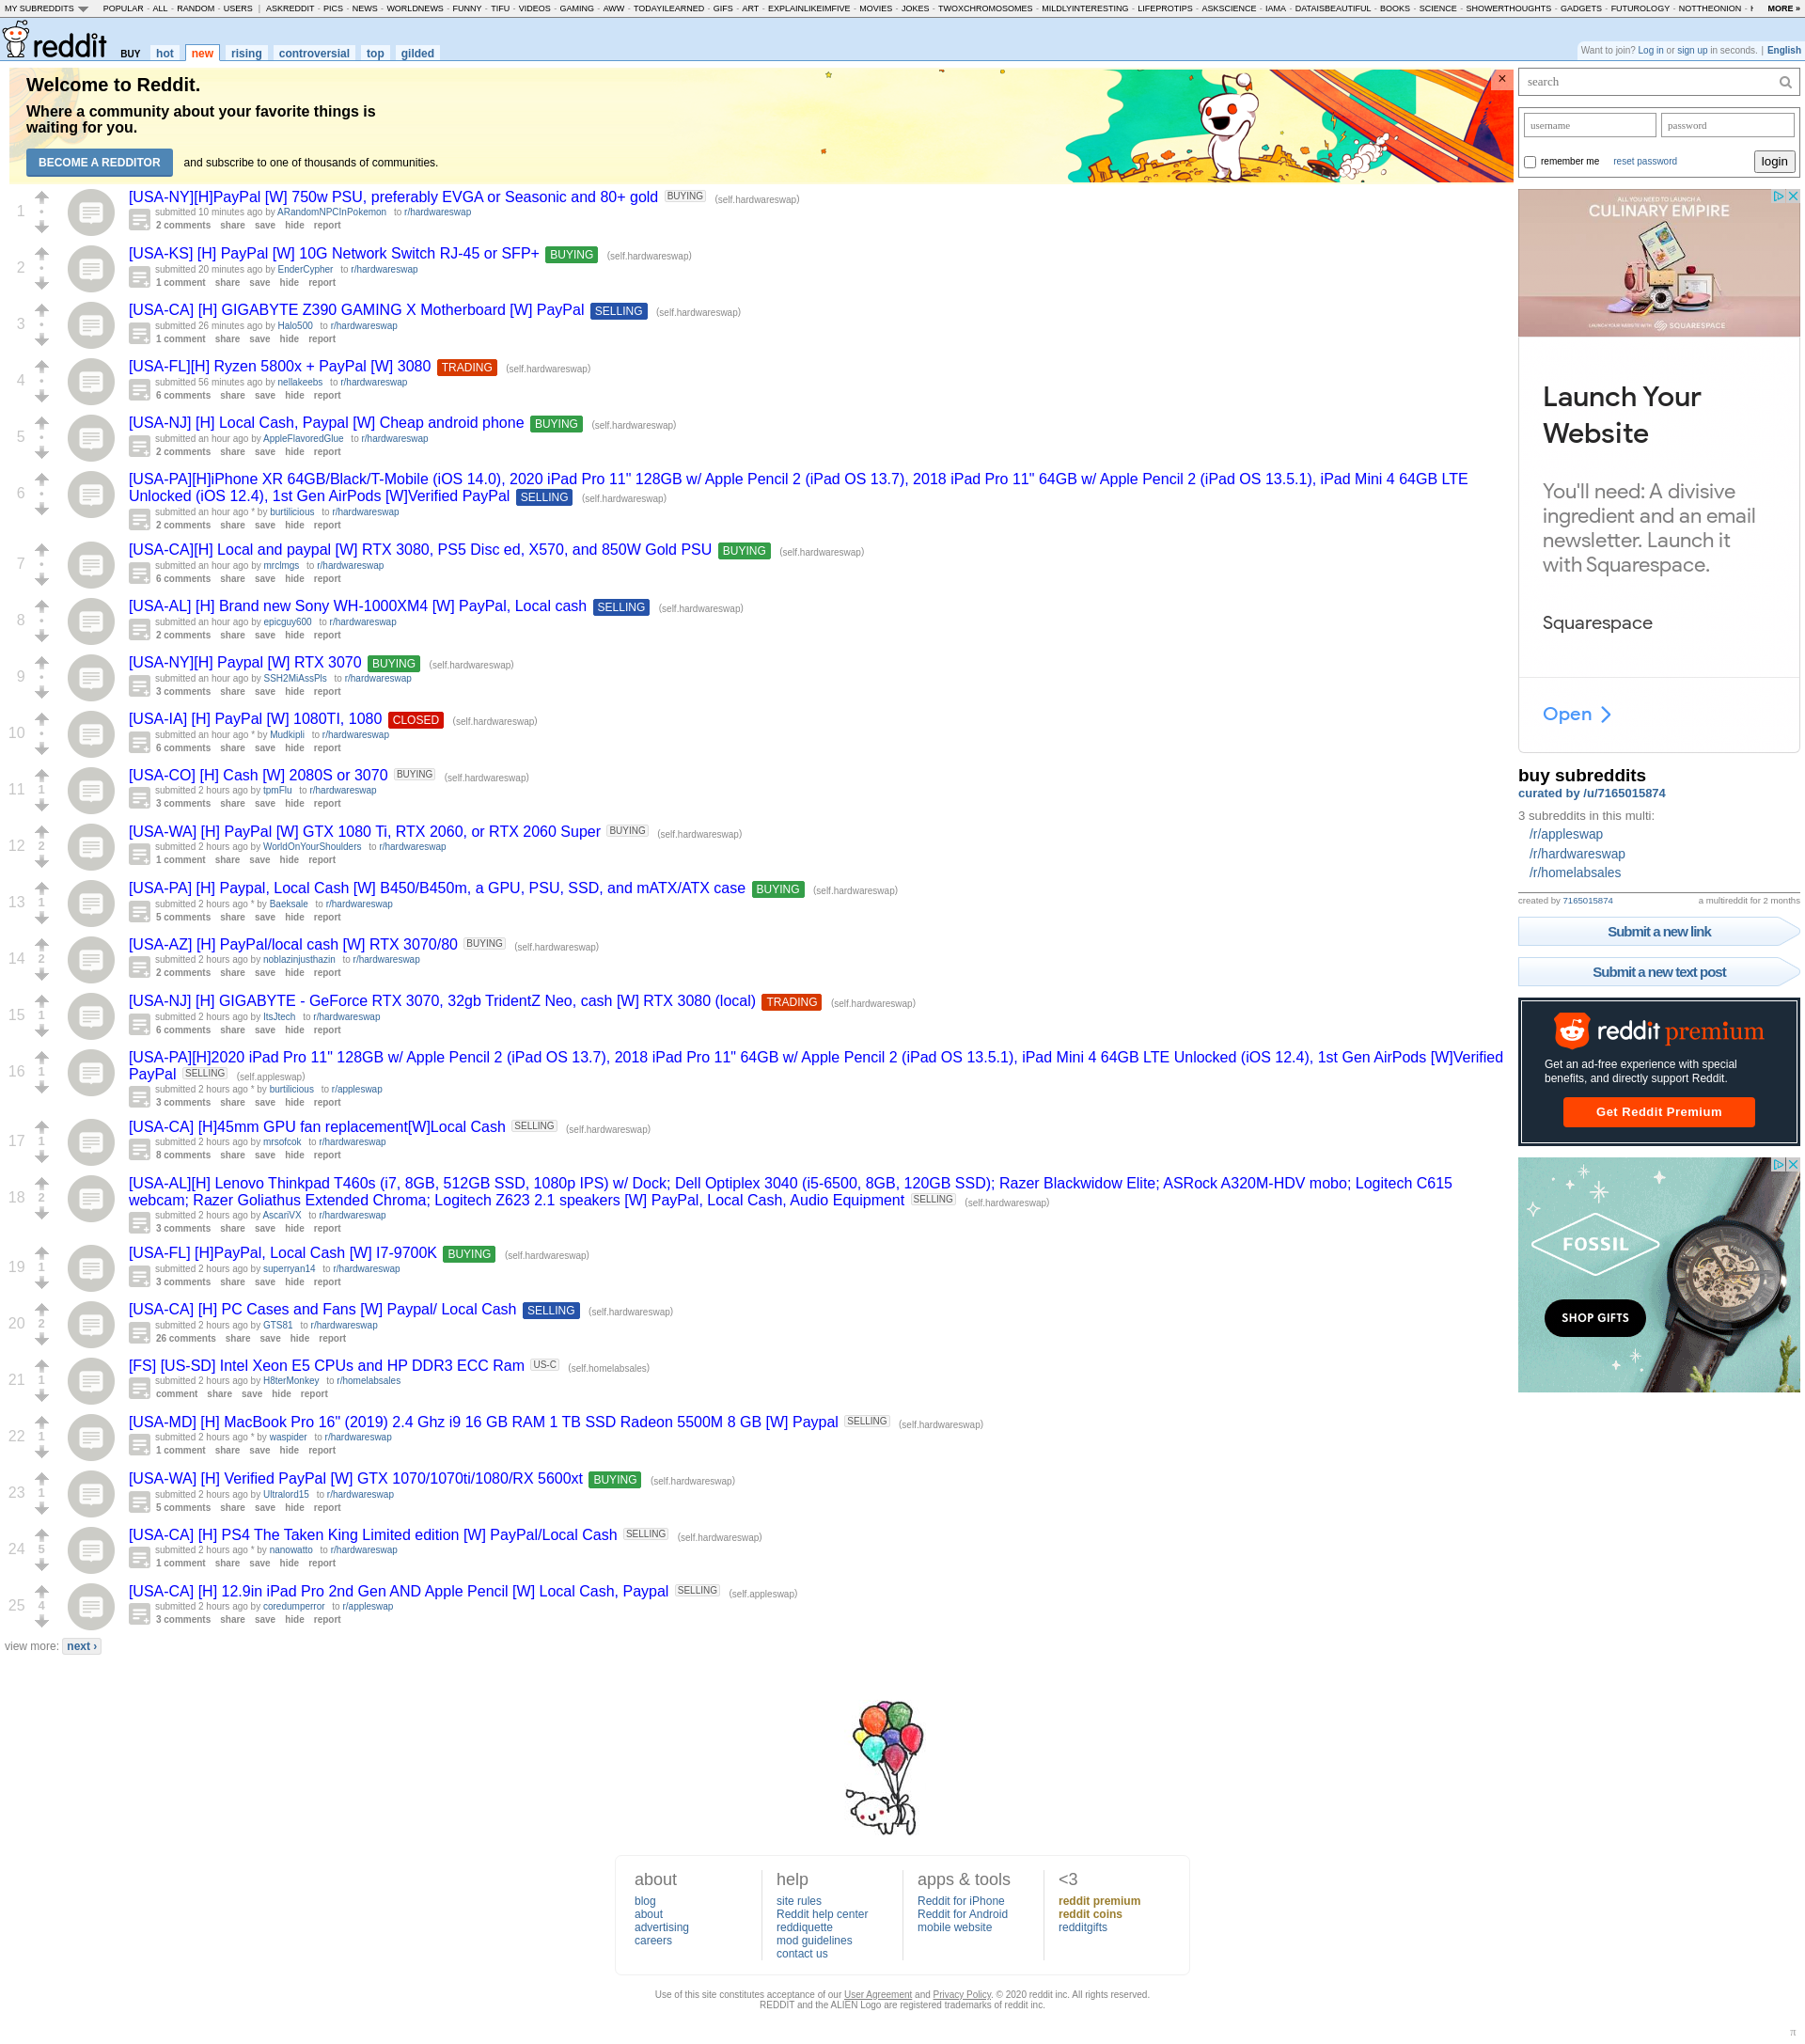 MY SUBREDDITS POPULAR - ALL - RANDOM - USERS | ASKREDDIT - PICS - NEWS - WORLDNEWS - FUNNY - TIFU - VIDEOS - GAMING - AWW - TODAYILEARNED - GIFS - ART - EXPLAINLIKEIMFIVE - MOVIES - JOKES - TWOXCHROMOSOMES - MILDLYINTERESTING - LIFEPROTIPS - ASKSCIENCE - IAMA - DATAISBEAUTIFUL - BOOKS - SCIENCE - SHOWERTHOUGHTS - GADGETS - FUTUROLOGY - NOTTHEONION - MORE »
reddit BUY hot new rising controversial top gilded
Want to join? Log in or sign up in seconds. | English
Welcome to Reddit.
Where a community about your favorite things is
waiting for you.
BECOME A REDDITOR and subscribe to one of thousands of communities.
×
1
[USA-NY][H]PayPal [W] 750w PSU, preferably EVGA or Seasonic and 80+ gold BUYING (self.hardwareswap)
submitted 10 minutes ago by ARandomNPCInPokemon to r/hardwareswap
2 comments share save hide report
2
[USA-KS] [H] PayPal [W] 10G Network Switch RJ-45 or SFP+ BUYING (self.hardwareswap)
submitted 20 minutes ago by EnderCypher to r/hardwareswap
1 comment share save hide report
3
[USA-CA] [H] GIGABYTE Z390 GAMING X Motherboard [W] PayPal SELLING (self.hardwareswap)
submitted 26 minutes ago by Halo500 to r/hardwareswap
1 comment share save hide report
4
[USA-FL][H] Ryzen 5800x + PayPal [W] 3080 TRADING (self.hardwareswap)
submitted 56 minutes ago by nellakeebs to r/hardwareswap
6 comments share save hide report
5
[USA-NJ] [H] Local Cash, Paypal [W] Cheap android phone BUYING (self.hardwareswap)
submitted an hour ago by AppleFlavoredGlue to r/hardwareswap
2 comments share save hide report
6
[USA-PA][H]iPhone XR 64GB/Black/T-Mobile (iOS 14.0), 2020 iPad Pro 11" 128GB w/ Apple Pencil 2 (iPad OS 13.7), 2018 iPad Pro 11" 64GB w/ Apple Pencil 2 (iPad OS 13.5.1), iPad Mini 4 64GB LTE
Unlocked (iOS 12.4), 1st Gen AirPods [W]Verified PayPal SELLING (self.hardwareswap)
submitted an hour ago * by burtilicious to r/hardwareswap
2 comments share save hide report
7
[USA-CA][H] Local and paypal [W] RTX 3080, PS5 Disc ed, X570, and 850W Gold PSU BUYING (self.hardwareswap)
submitted an hour ago by mrclmgs to r/hardwareswap
6 comments share save hide report
8
[USA-AL] [H] Brand new Sony WH-1000XM4 [W] PayPal, Local cash SELLING (self.hardwareswap)
submitted an hour ago by epicguy600 to r/hardwareswap
2 comments share save hide report
9
[USA-NY][H] Paypal [W] RTX 3070 BUYING (self.hardwareswap)
submitted an hour ago by SSH2MiAssPls to r/hardwareswap
3 comments share save hide report
10
[USA-IA] [H] PayPal [W] 1080TI, 1080 CLOSED (self.hardwareswap)
submitted an hour ago * by Mudkipli to r/hardwareswap
6 comments share save hide report
11 1
[USA-CO] [H] Cash [W] 2080S or 3070 BUYING (self.hardwareswap)
submitted 2 hours ago by tpmFlu to r/hardwareswap
3 comments share save hide report
12 2
[USA-WA] [H] PayPal [W] GTX 1080 Ti, RTX 2060, or RTX 2060 Super BUYING (self.hardwareswap)
submitted 2 hours ago by WorldOnYourShoulders to r/hardwareswap
1 comment share save hide report
13 1
[USA-PA] [H] Paypal, Local Cash [W] B450/B450m, a GPU, PSU, SSD, and mATX/ATX case BUYING (self.hardwareswap)
submitted 2 hours ago * by Baeksale to r/hardwareswap
5 comments share save hide report
14 2
[USA-AZ] [H] PayPal/local cash [W] RTX 3070/80 BUYING (self.hardwareswap)
submitted 2 hours ago by noblazinjusthazin to r/hardwareswap
2 comments share save hide report
15 1
[USA-NJ] [H] GIGABYTE - GeForce RTX 3070, 32gb TridentZ Neo, cash [W] RTX 3080 (local) TRADING (self.hardwareswap)
submitted 2 hours ago by ItsJtech to r/hardwareswap
6 comments share save hide report
16 1
[USA-PA][H]2020 iPad Pro 11" 128GB w/ Apple Pencil 2 (iPad OS 13.7), 2018 iPad Pro 11" 64GB w/ Apple Pencil 2 (iPad OS 13.5.1), iPad Mini 4 64GB LTE Unlocked (iOS 12.4), 1st Gen AirPods [W]Verified
PayPal SELLING (self.appleswap)
submitted 2 hours ago * by burtilicious to r/appleswap
3 comments share save hide report
17 1
[USA-CA] [H]45mm GPU fan replacement[W]Local Cash SELLING (self.hardwareswap)
submitted 2 hours ago by mrsofcok to r/hardwareswap
8 comments share save hide report
18 2
[USA-AL][H] Lenovo Thinkpad T460s (i7, 8GB, 512GB SSD, 1080p IPS) w/ Dock; Dell Optiplex 3040 (i5-6500, 8GB, 120GB SSD); Razer Blackwidow Elite; ASRock A320M-HDV mobo; Logitech C615
webcam; Razer Goliathus Extended Chroma; Logitech Z623 2.1 speakers [W] PayPal, Local Cash, Audio Equipment SELLING (self.hardwareswap)
submitted 2 hours ago by AscariVX to r/hardwareswap
3 comments share save hide report
19 1
[USA-FL] [H]PayPal, Local Cash [W] I7-9700K BUYING (self.hardwareswap)
submitted 2 hours ago by superryan14 to r/hardwareswap
3 comments share save hide report
20 2
[USA-CA] [H] PC Cases and Fans [W] Paypal/ Local Cash SELLING (self.hardwareswap)
submitted 2 hours ago by GTS81 to r/hardwareswap
26 comments share save hide report
21 1
[FS] [US-SD] Intel Xeon E5 CPUs and HP DDR3 ECC Ram US-C (self.homelabsales)
submitted 2 hours ago by H8terMonkey to r/homelabsales
comment share save hide report
22 1
[USA-MD] [H] MacBook Pro 16" (2019) 2.4 Ghz i9 16 GB RAM 1 TB SSD Radeon 5500M 8 GB [W] Paypal SELLING (self.hardwareswap)
submitted 2 hours ago * by waspider to r/hardwareswap
1 comment share save hide report
23 1
[USA-WA] [H] Verified PayPal [W] GTX 1070/1070ti/1080/RX 5600xt BUYING (self.hardwareswap)
submitted 2 hours ago by Ultralord15 to r/hardwareswap
5 comments share save hide report
24 5
[USA-CA] [H] PS4 The Taken King Limited edition [W] PayPal/Local Cash SELLING (self.hardwareswap)
submitted 2 hours ago * by nanowatto to r/hardwareswap
1 comment share save hide report
25 4
[USA-CA] [H] 12.9in iPad Pro 2nd Gen AND Apple Pencil [W] Local Cash, Paypal SELLING (self.appleswap)
submitted 2 hours ago by coredumperror to r/appleswap
3 comments share save hide report
view more: next ›
search
username password
remember me reset password login
ALL YOU NEED TO LAUNCH A
CULINARY EMPIRE
LAUNCH YOUR WEBSITE WITH SQUARESPACE
Launch Your
Website
You'll need: A divisive
ingredient and an email
newsletter. Launch it
with Squarespace.
Squarespace
Open
buy subreddits
curated by /u/7165015874
3 subreddits in this multi:
/r/appleswap
/r/hardwareswap
/r/homelabsales
created by 7165015874 a multireddit for 2 months
Submit a new link
Submit a new text post
reddit premium
Get an ad-free experience with special
benefits, and directly support Reddit.
Get Reddit Premium
FOSSIL
SHOP GIFTS
about
blog
about
advertising
careers
help
site rules
Reddit help center
reddiquette
mod guidelines
contact us
apps & tools
Reddit for iPhone
Reddit for Android
mobile website
<3
reddit premium
reddit coins
redditgifts
Use of this site constitutes acceptance of our User Agreement and Privacy Policy. © 2020 reddit inc. All rights reserved.
REDDIT and the ALIEN Logo are registered trademarks of reddit inc.
π